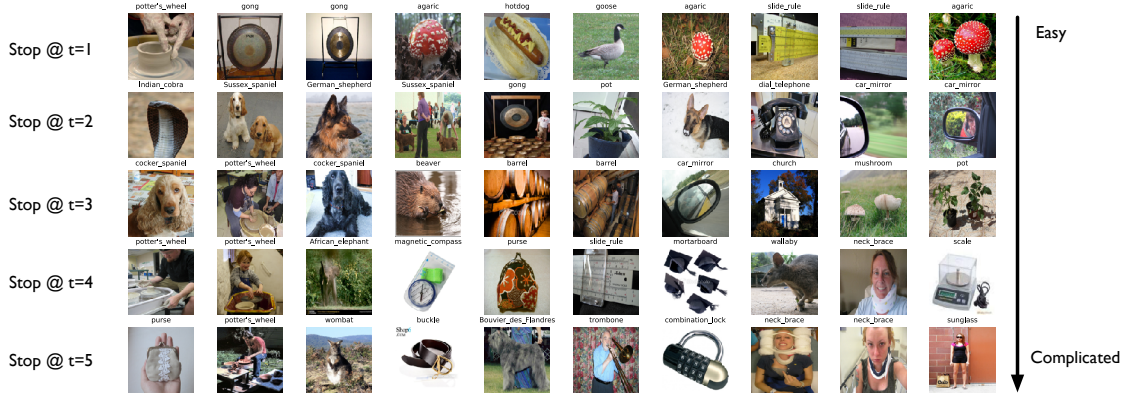 potter's_wheel gong gong agaric hotdog goose agaric slide_rule slide_rule agaric
Stop @ t=1
Easy
Indian_cobra Sussex_spaniel German_shepherd Sussex_spaniel gong pot German_shepherd dial_telephone car_mirror car_mirror
Stop @ t=2
cocker_spaniel potter's_wheel cocker_spaniel beaver barrel barrel car_mirror church mushroom pot
Stop @ t=3
potter's_wheel potter's_wheel African_elephant magnetic_compass purse slide_rule mortarboard wallaby neck_brace scale
Stop @ t=4
purse potter's_wheel wombat buckle Bouvier_des_Flandres trombone combination_lock neck_brace neck_brace sunglass
Stop @ t=5
Complicated